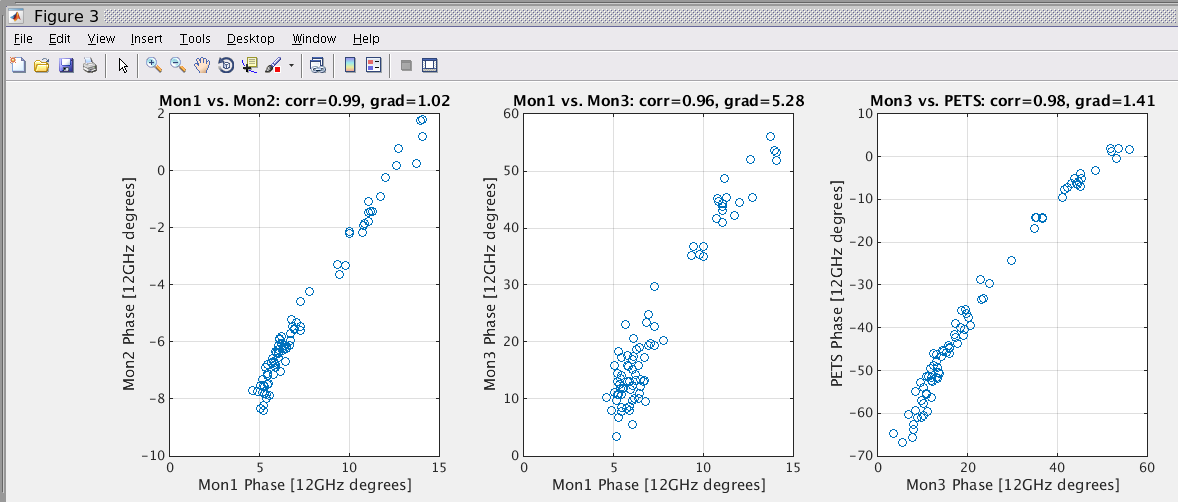 Figure 3
File Edit View Insert Tools Desktop Window Help
Mon1 vs. Mon2: corr=0.99, grad=1.02
Mon2 Phase [12GHz degrees]
2
0
−2
−4
−6
−8
−10
0 5 10 15
Mon1 Phase [12GHz degrees]
Mon1 vs. Mon3: corr=0.96, grad=5.28
Mon3 Phase [12GHz degrees]
60
50
40
30
20
10
0
0 5 10 15
Mon1 Phase [12GHz degrees]
Mon3 vs. PETS: corr=0.98, grad=1.41
PETS Phase [12GHz degrees]
10
0
−10
−20
−30
−40
−50
−60
−70
0 20 40 60
Mon3 Phase [12GHz degrees]